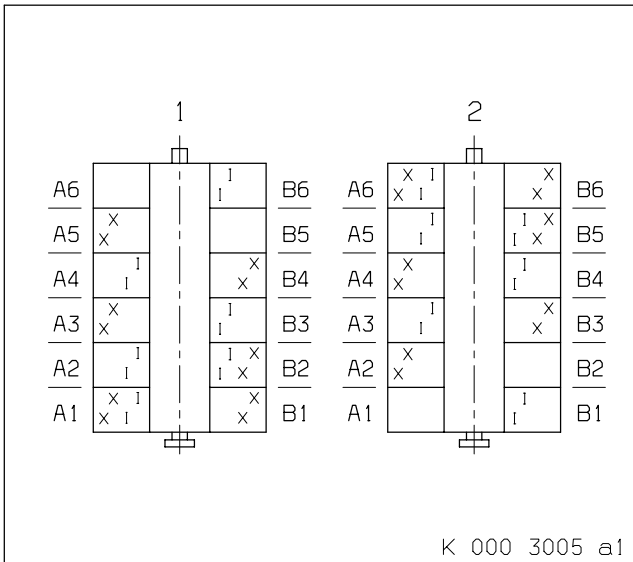 1 2
A6 X I I B6 A6 X I X B6
X I X I X
A5 X B5 A5 I I X B5
X I I X
A4 I X B4 A4 X I B4
I X X I
A3 X I B3 A3 I X B3
X I I X
A2 I I X B2 A2 X B2
I I X X
A1 X I X B1 A1 I B1
X I X I
K 000 3005 a1